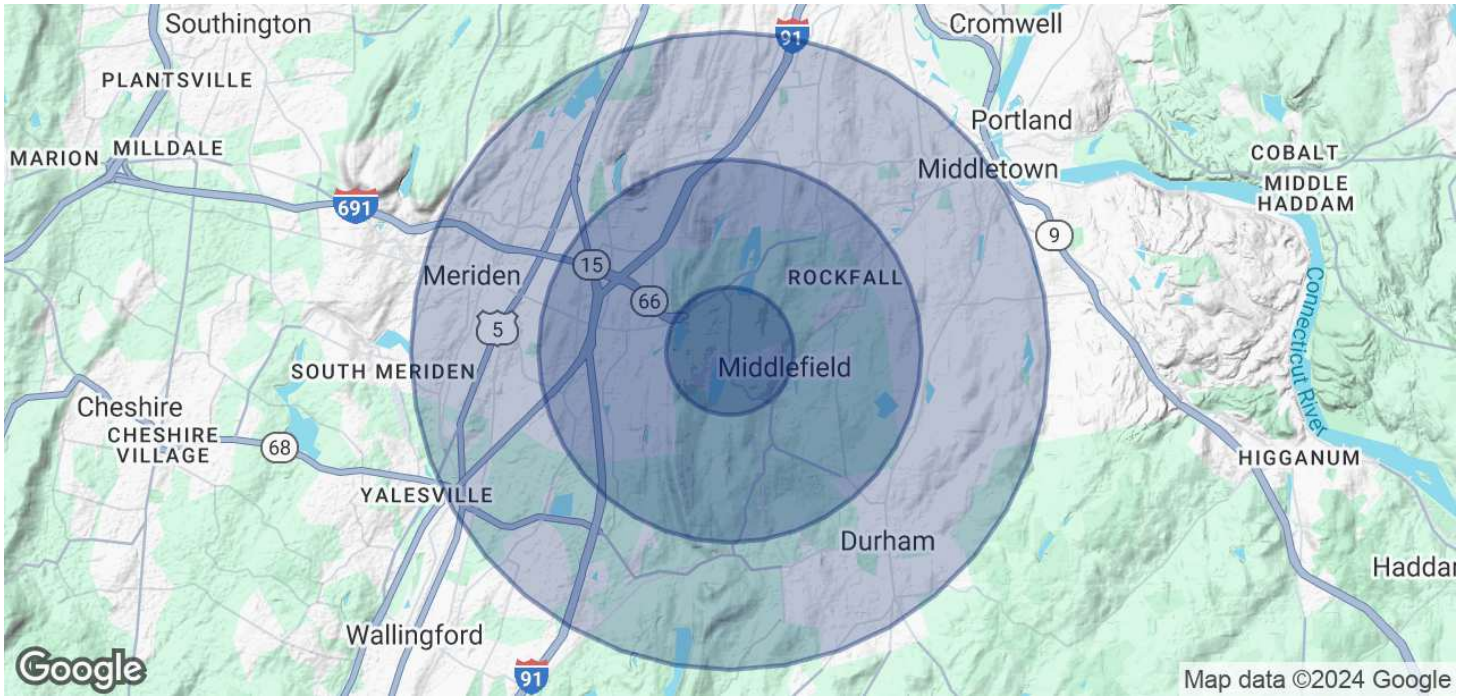 Southington
91
Cromwell
PLANTSVILLE
Portland
MARION
MILLDALE
COBALT
Middletown
MIDDLE
HADDAM
691
9
Meriden
15
ROCKFALL
66
5
Connecticut River
SOUTH MERIDEN
Middlefield
Cheshire
CHESHIRE
VILLAGE
68
HIGGANUM
YALESVILLE
Durham
Haddar
Wallingford
Google
91
Map data ©2024 Google